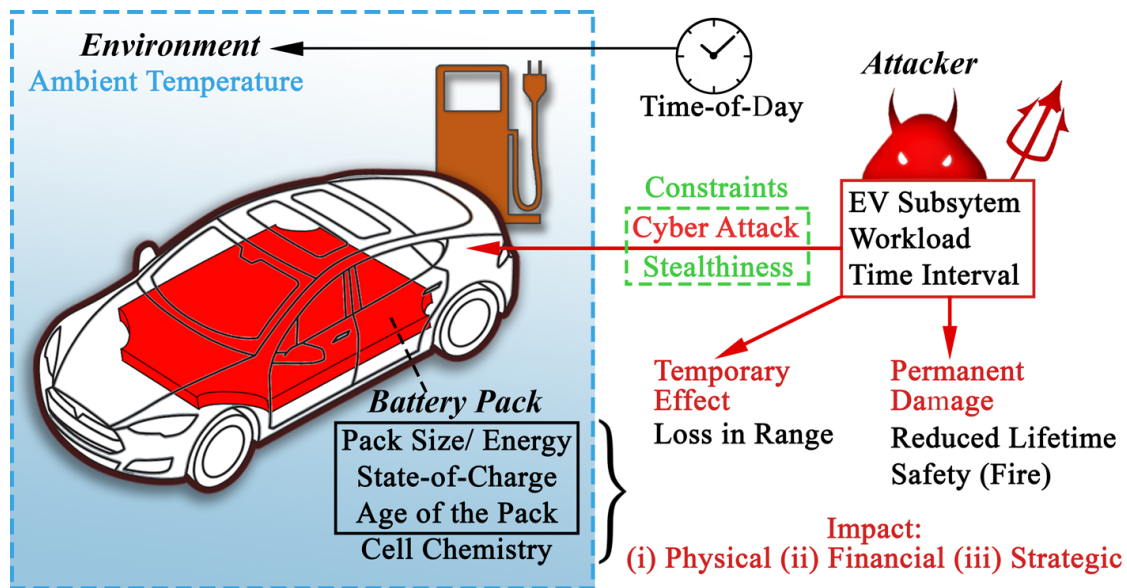 Environment
Ambient Temperature
Time-of-Day
Attacker
Constraints
Cyber Attack
Stealthiness
EV Subsytem
Workload
Time Interval
Temporary
Effect
Loss in Range
Permanent
Damage
Reduced Lifetime
Safety (Fire)
Battery Pack
Pack Size/ Energy
State-of-Charge
Age of the Pack
Cell Chemistry
Impact:
(i) Physical (ii) Financial (iii) Strategic